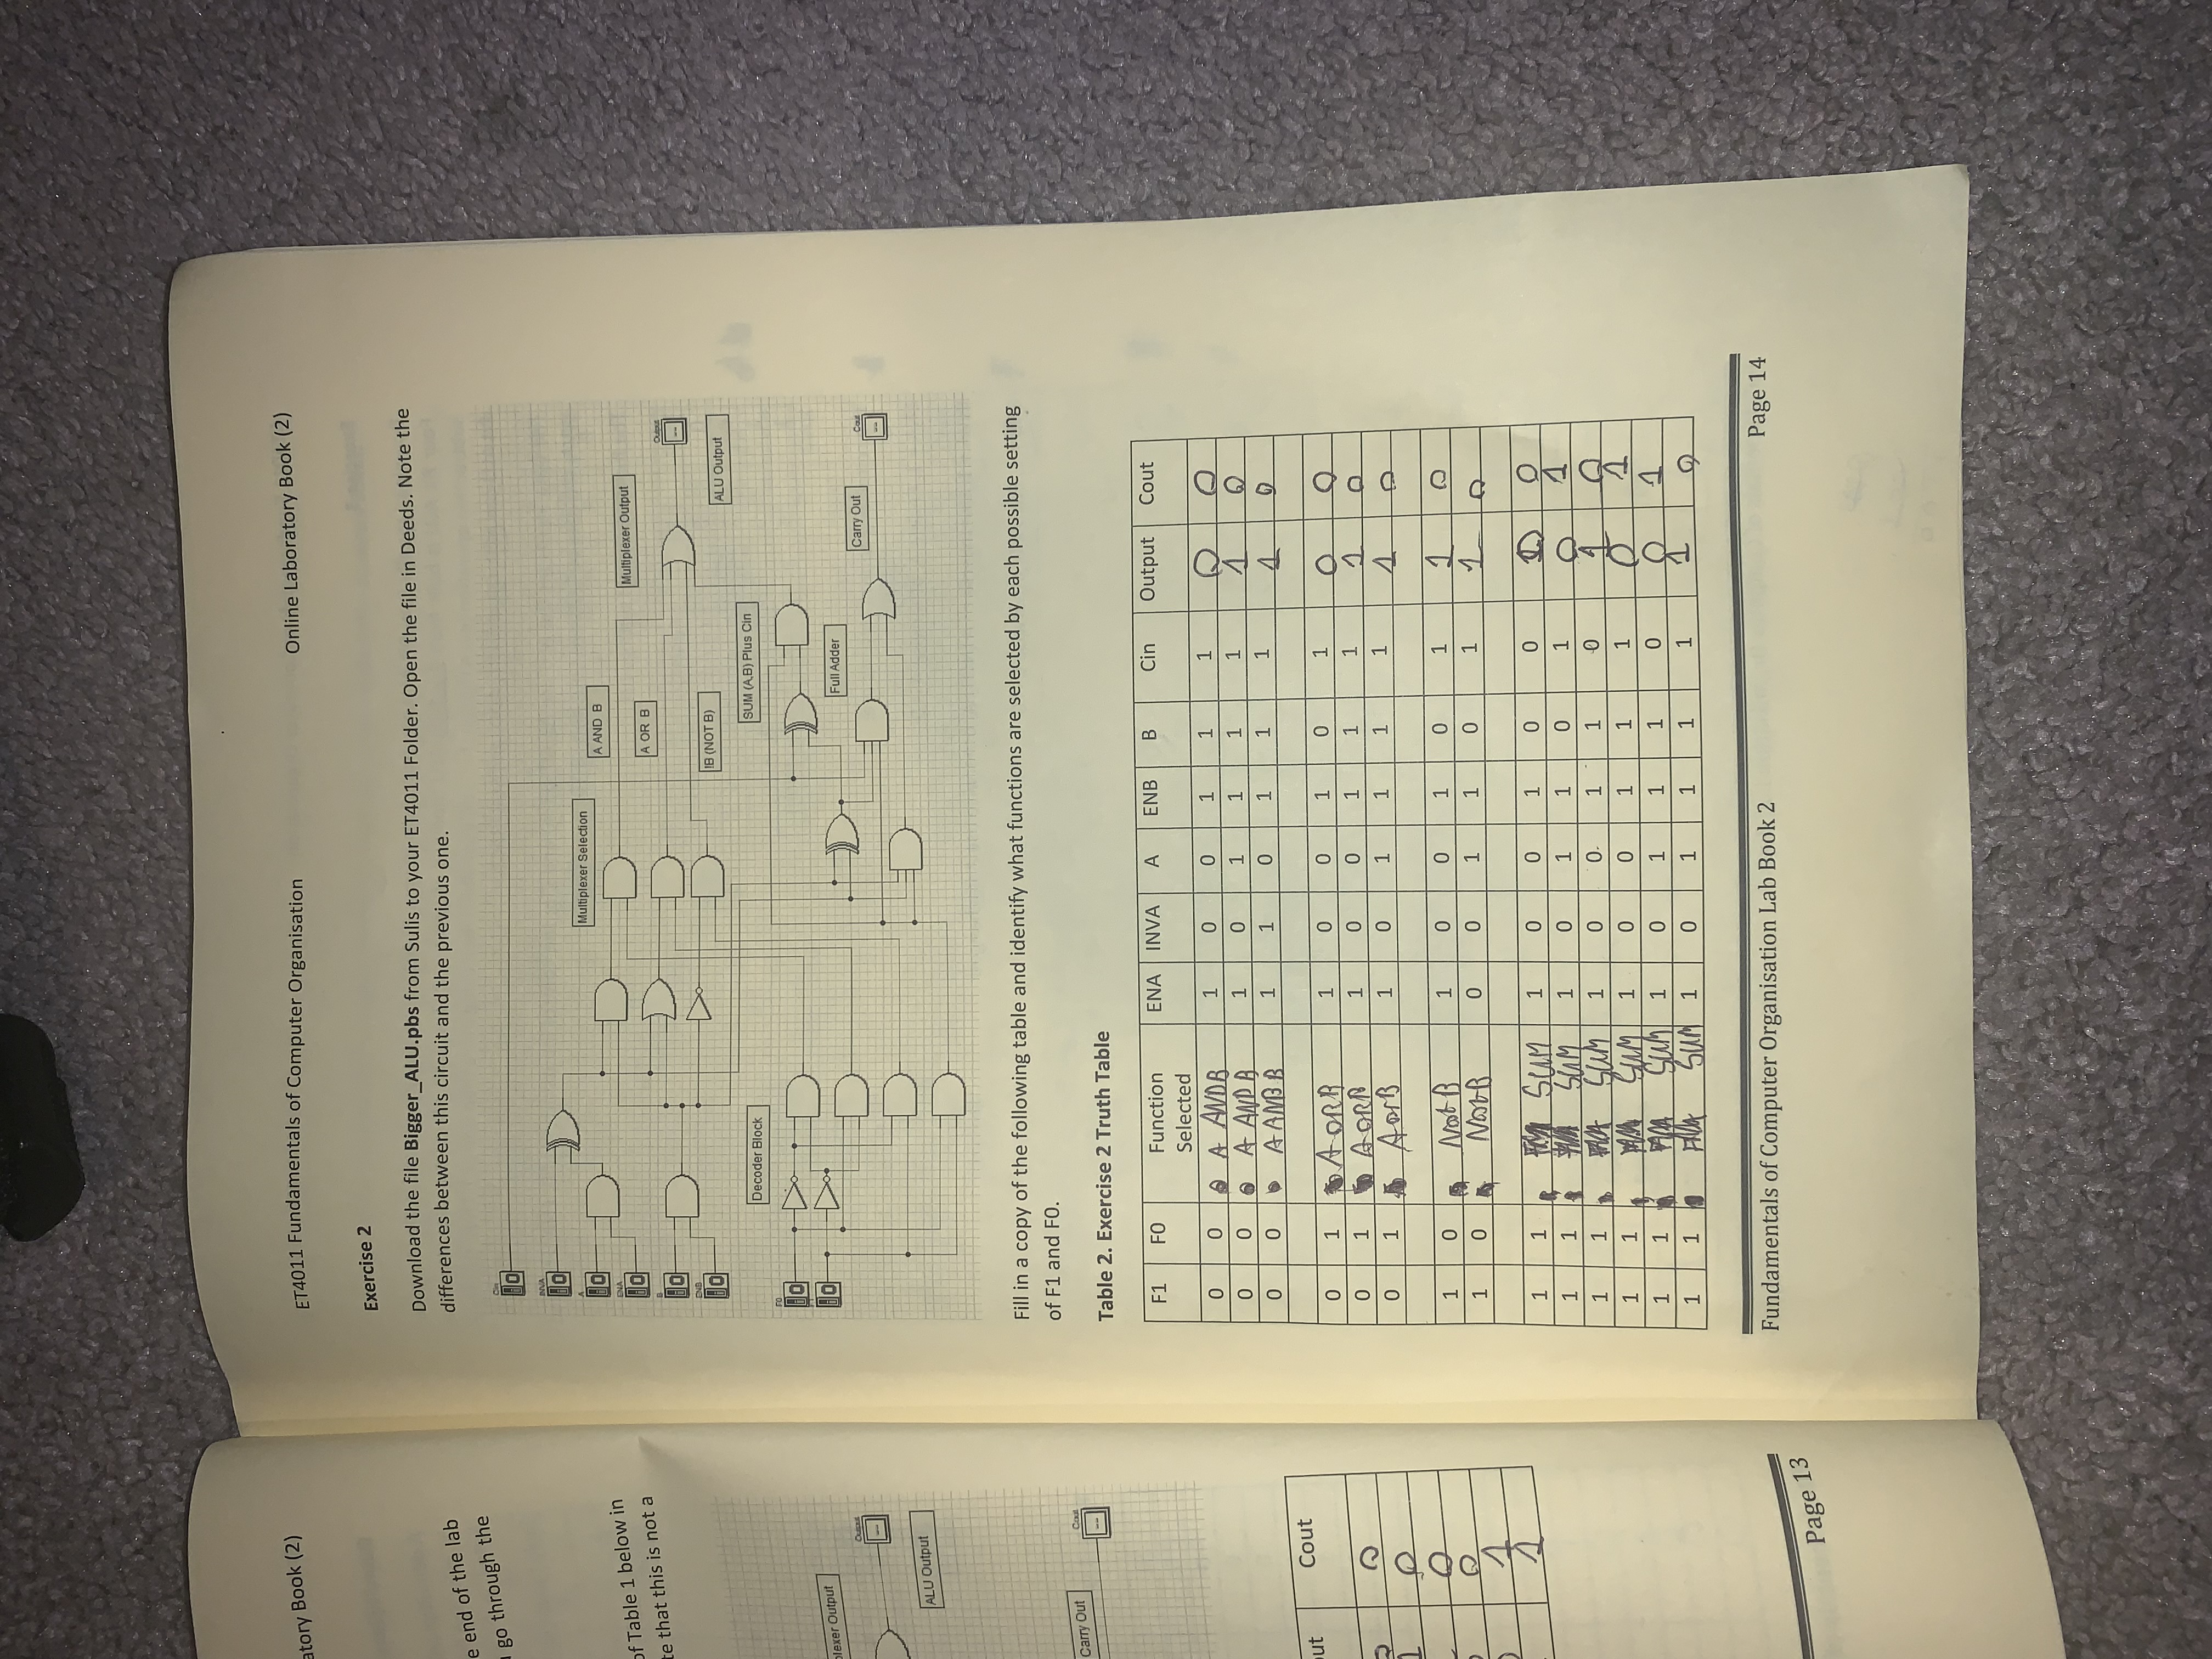 atory Book (2)
e end of the lab
go through the
of Table 1 below in
te that this is not a
plexer Output
Output
ALU Output
Carry Out
Cout
out Cout
0
1 0
0
0
1
1
Page 13
ET4011 Fundamentals of Computer Organisation Online Laboratory Book (2)
Exercise 2
Download the file Bigger_ALU.pbs from Sulis to your ET4011 Folder. Open the file in Deeds. Note the
differences between this circuit and the previous one.
Cin
0
INVA
0
A
0
ENA
0
B
0
ENB
0
Multiplexer Selection
A AND B
Multiplexer Output
A OR B
Output
--
!B (NOT B)
ALU Output
SUM (A,B) Plus Cin
Decoder Block
F0
0
0
Full Adder
Carry Out
Cout
--
Fill in a copy of the following table and identify what functions are selected by each possible setting
of F1 and F0.
Table 2. Exercise 2 Truth Table
F1 F0 Function Selected ENA INVA A ENB B Cin Output Cout
0 0 A ANDB 1 0 0 1 1 1 0 0
0 0 A AND B 1 0 1 1 1 1 1 0
0 0 A ANB B 1 1 0 1 1 1 1 0
0 1 A ORB 1 0 0 1 0 1 0 0
0 1 A ORB 1 0 0 1 1 1 1 0
0 1 A orB 1 0 1 1 1 1 1 0
1 0 Not B 1 0 0 1 0 1 1 0
1 0 NotB 0 0 1 1 0 1 1 0
1 1 SUM 1 0 0 1 0 0 0 0
1 1 SUM 1 0 1 1 0 1 0 1
1 1 SUM 1 0 0. 1 1 0 1 0
1 1 SUM 1 0 0 1 1 1 0 1
1 1 SUM 1 0 1 1 1 0 0 1
1 1 SUM 1 0 1 1 1 1 1 0
Fundamentals of Computer Organisation Lab Book 2 Page 14